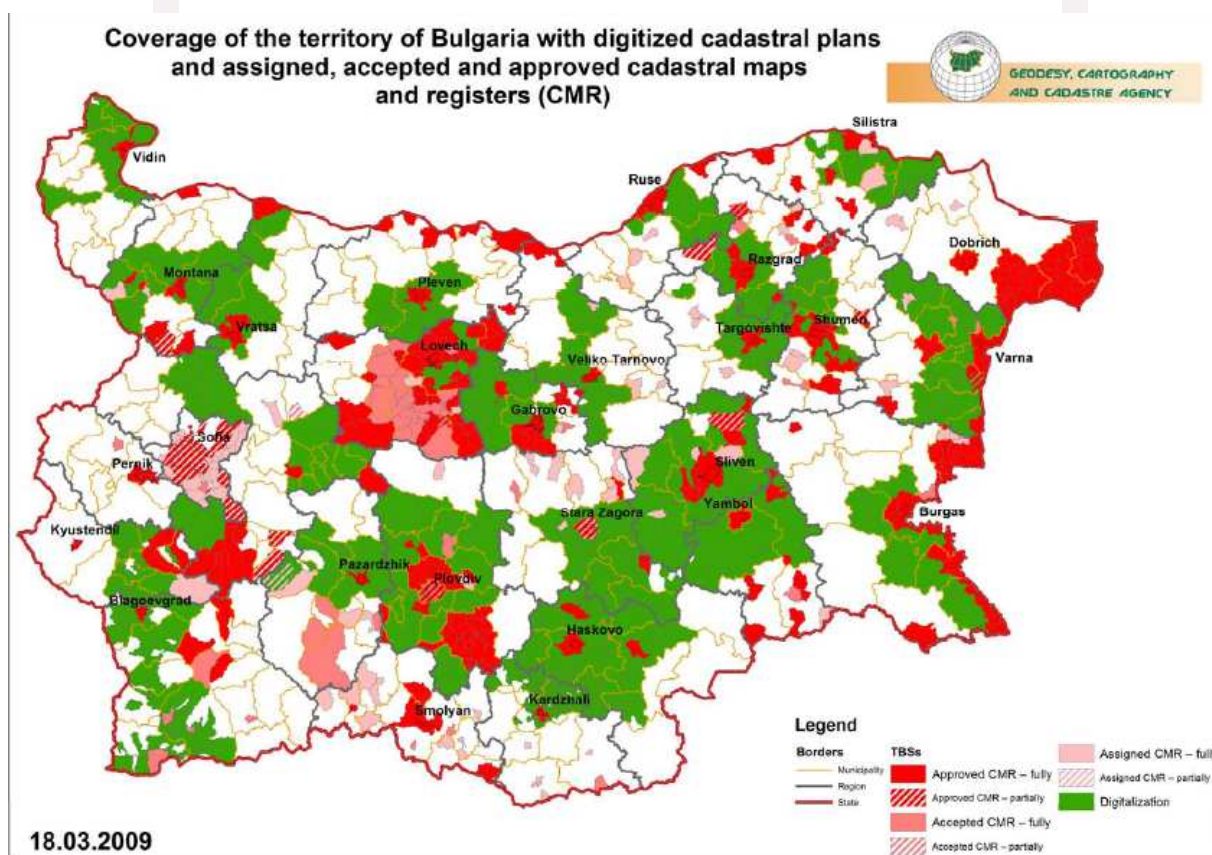 Coverage of the territory of Bulgaria with digitized cadastral plans
and assigned, accepted and approved cadastral maps
and registers (CMR)
GEODESY, CARTOGRAPHY
AND CADASTRE AGENCY
Silistra
Vidin
Ruse
Dobrich
Montana
Razgrad
Pleven
Vratsa
Targovishte
Shumen
Lovech
Varna
Veliko Tarnovo
Gabrovo
Sofia
Pernik
Sliven
Yambol
Stara Zagora
Burgas
Kyustendil
Pazardzhik
Plovdiv
Blagoevgrad
Haskovo
Kardzhali
Smolyan
Legend
Borders
Municipality
Region
State
TBSs
Approved CMR – fully
Approved CMR – partially
Accepted CMR – fully
Accepted CMR – partially
Assigned CMR – full
Assigned CMR – partially
Digitalization
18.03.2009